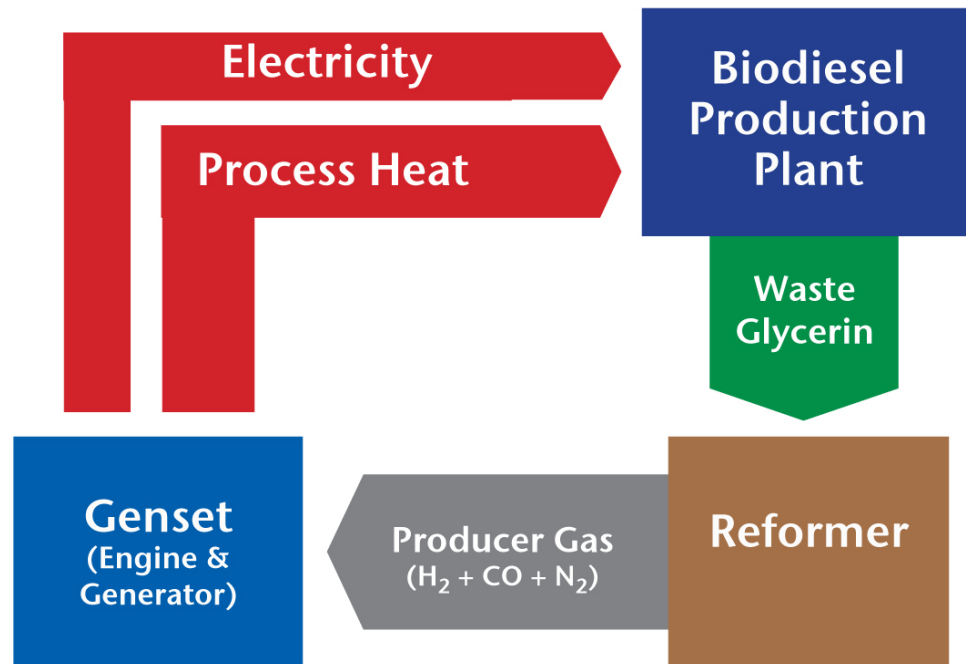 Electricity
Process Heat
Biodiesel
Production
Plant
Waste
Glycerin
Genset
(Engine &
Generator)
Producer Gas
(H₂ + CO + N₂)
Reformer